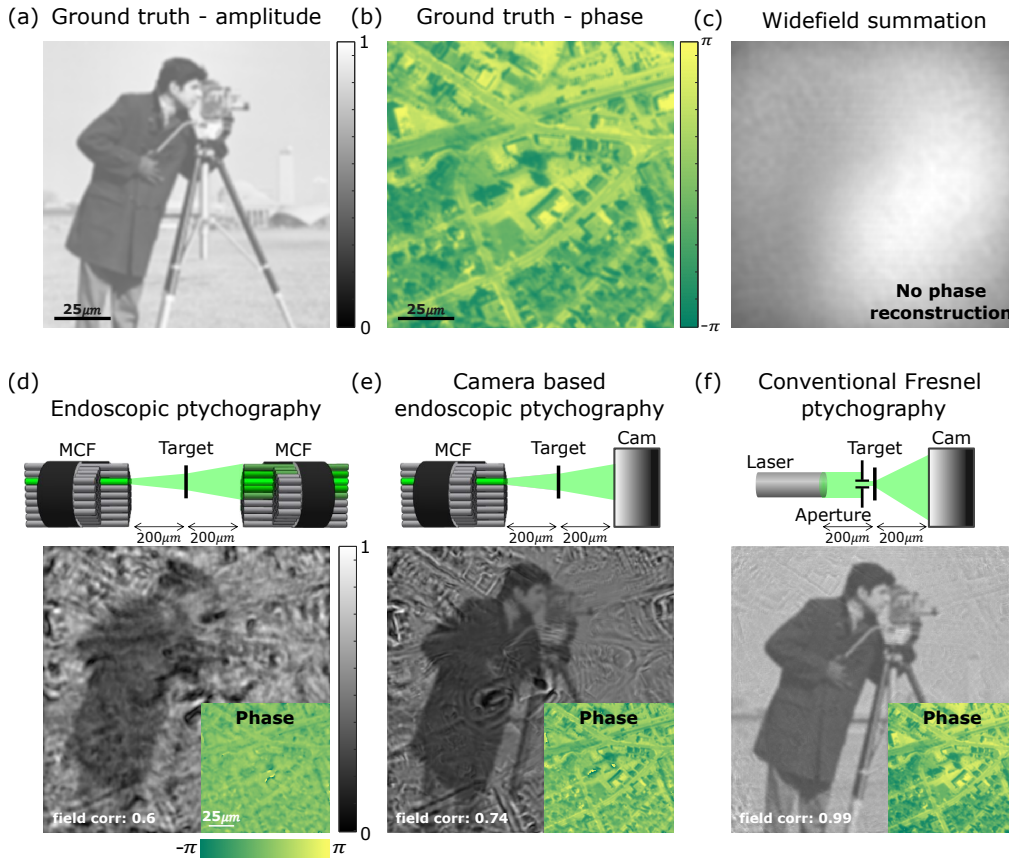 (a) Ground truth - amplitude
(b) Ground truth - phase
(c) Widefield summation
1
0
25μm
π
-π
25μm
No phase
reconstruction
(d)
Endoscopic ptychography
MCF
Target
MCF
200μm
200μm
(e) Camera based
endoscopic ptychography
MCF
Target
Cam
200μm
200μm
(f) Conventional Fresnel
ptychography
Laser
Target
Cam
Aperture
200μm
200μm
1
0
Phase
25μm
field corr: 0.6
-π
π
Phase
field corr: 0.74
Phase
field corr: 0.99